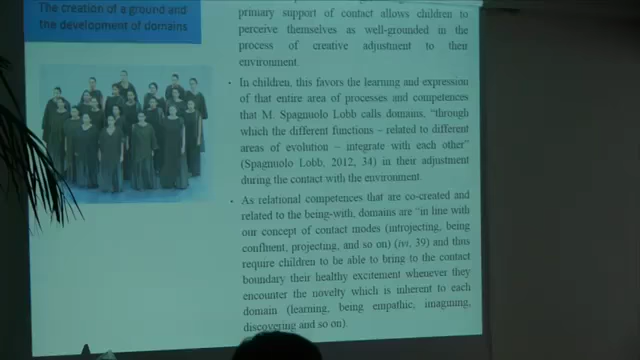 The creation of a ground and
the development of domains
primary support of contact allows children to
perceive themselves as well-grounded in the
process of creative adjustment to their
environment.
• In children, this favors the learning and expression
of that entire area of processes and competences
that M. Spagnuolo Lobb calls domains, “through
which the different functions – related to different
areas of evolution – integrate with each other”
(Spagnuolo Lobb, 2012, 34) in their adjustment
during the contact with the environment.
• As relational competences that are co-created and
related to the being-with, domains are “in line with
our concept of contact modes (introjecting, being
confluent, projecting, and so on) (ivi, 39) and thus
require children to be able to bring to the contact
boundary their healthy excitement whenever they
encounter the novelty which is inherent to each
domain (learning, being empathic, imagining,
discovering and so on).